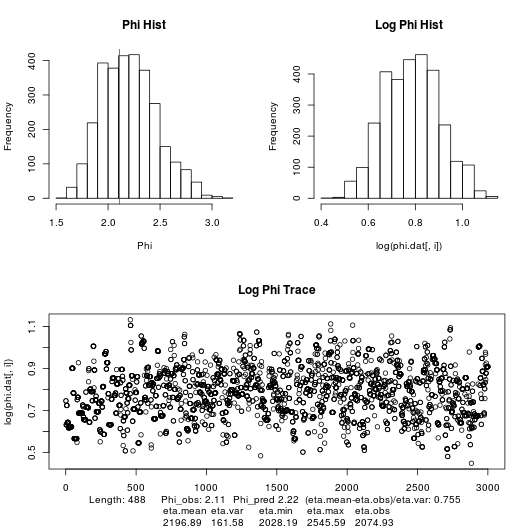 Phi Hist
Log Phi Hist
Frequency
0 100 200 300 400
1.5 2.0 2.5 3.0
Phi
Frequency
0 100 200 300 400
0.4 0.6 0.8 1.0
log(phi.dat[, i])
Log Phi Trace
log(phi.dat[, i])
0.5 0.7 0.9 1.1
0 500 1000 1500 2000 2500 3000
Length: 488 Phi_obs: 2.11 Phi_pred 2.22 (eta.mean-eta.obs)/eta.var: 0.755
eta.mean eta.var eta.min eta.max eta.obs
2196.89 161.58 2028.19 2545.59 2074.93